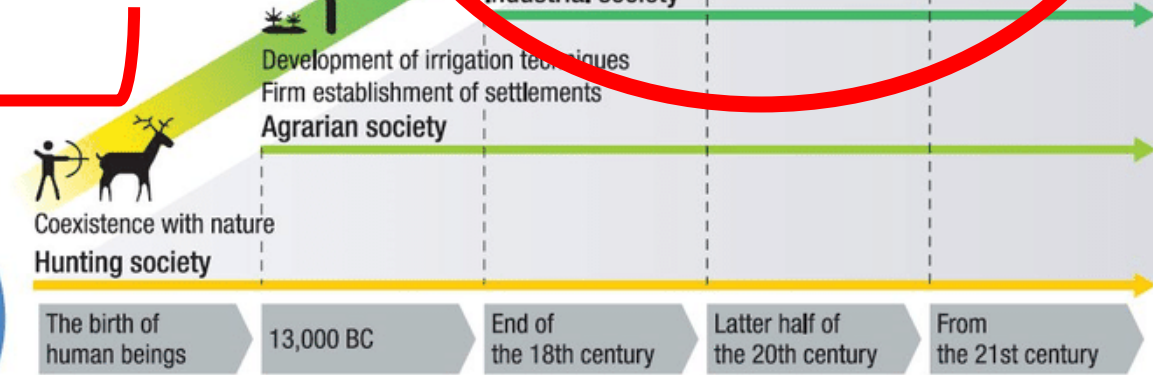 Industrial society
Development of irrigation techniques
Firm establishment of settlements
Agrarian society
Coexistence with nature
Hunting society
The birth of
human beings
13,000 BC
End of
the 18th century
Latter half of
the 20th century
From
the 21st century